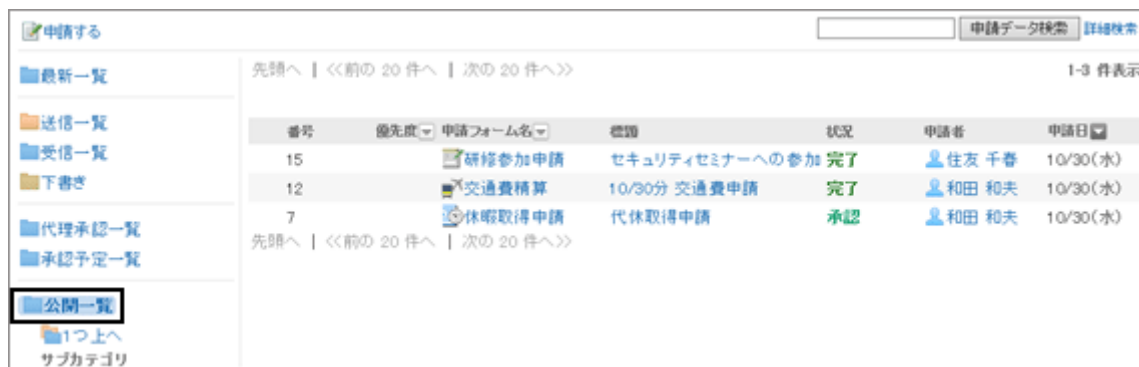 申請する
申請データ検索 詳細検索
最新一覧
先頭へ | <<前の 20 件へ | 次の 20 件へ>>
1-3 件表示
送信一覧
受信一覧
下書き
代理承認一覧
承認予定一覧
公開一覧
1つ上へ
サブカテゴリ
番号 優先度 申請フォーム名 標題 状況 申請者 申請日
15 研修参加申請 セキュリティセミナーへの参加 完了 住友 千春 10/30(水)
12 交通費精算 10/30分 交通費申請 完了 和田 和夫 10/30(水)
7 休暇取得申請 代休取得申請 承認 和田 和夫 10/30(水)
先頭へ | <<前の 20 件へ | 次の 20 件へ>>